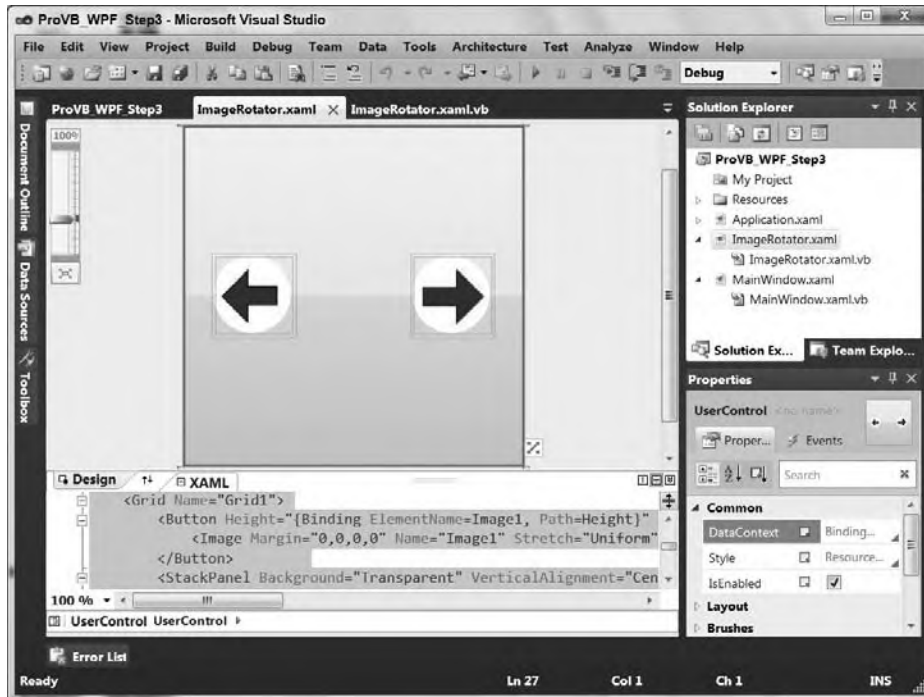 ProVB_WPF_Step3 - Microsoft Visual Studio
File Edit View Project Build Debug Team Data Tools Architecture Test Analyze Window Help
Debug
ProVB_WPF_Step3 ImageRotator.xaml ImageRotator.xaml.vb
Document Outline
Data Sources
Toolbox
100%
Design XAML
<Grid Name="Grid1">
<Button Height="{Binding ElementName=Image1, Path=Height}"
<Image Margin="0,0,0,0" Name="Image1" Stretch="Uniform"
</Button>
<StackPanel Background="Transparent" VerticalAlignment="Cen
100 %
UserControl UserControl
Solution Explorer
ProVB_WPF_Step3
My Project
Resources
Application.xaml
ImageRotator.xaml
ImageRotator.xaml.vb
MainWindow.xaml
MainWindow.xaml.vb
Solution Ex... Team Explo...
Properties
UserControl <no name>
Proper... Events
Search
Common
DataContext Binding...
Style Resource...
IsEnabled
Layout
Brushes
Error List
Ready Ln 27 Col 1 Ch 1 INS